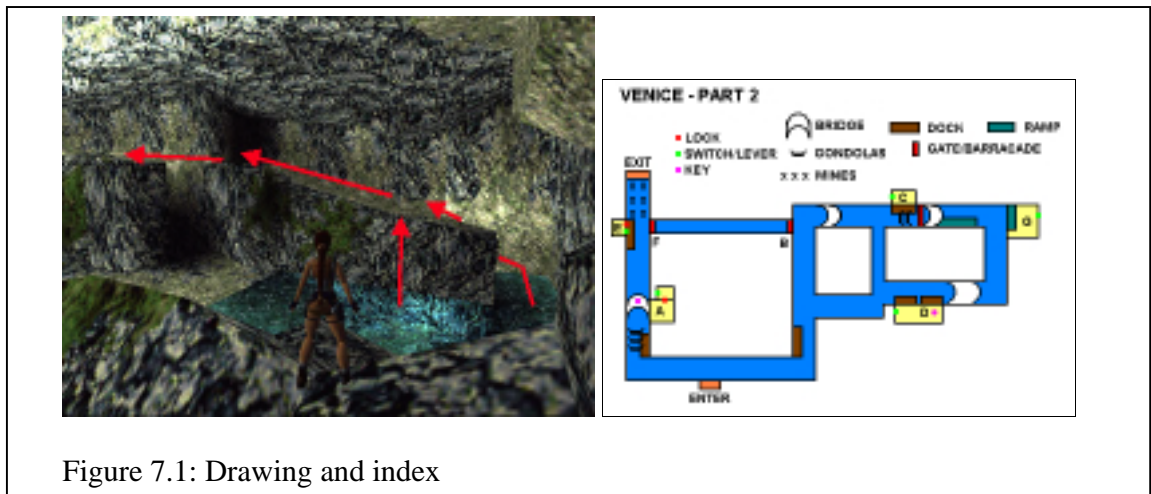 VENICE - PART 2
BRIDGE
DOCK
RAMP
LOCK
SWITCH/LEVER
GONDOLAS
GATE/BARRACADE
KEY
x x x MINES
EXIT
C
G
F
B
A
D
ENTER
Figure 7.1: Drawing and index